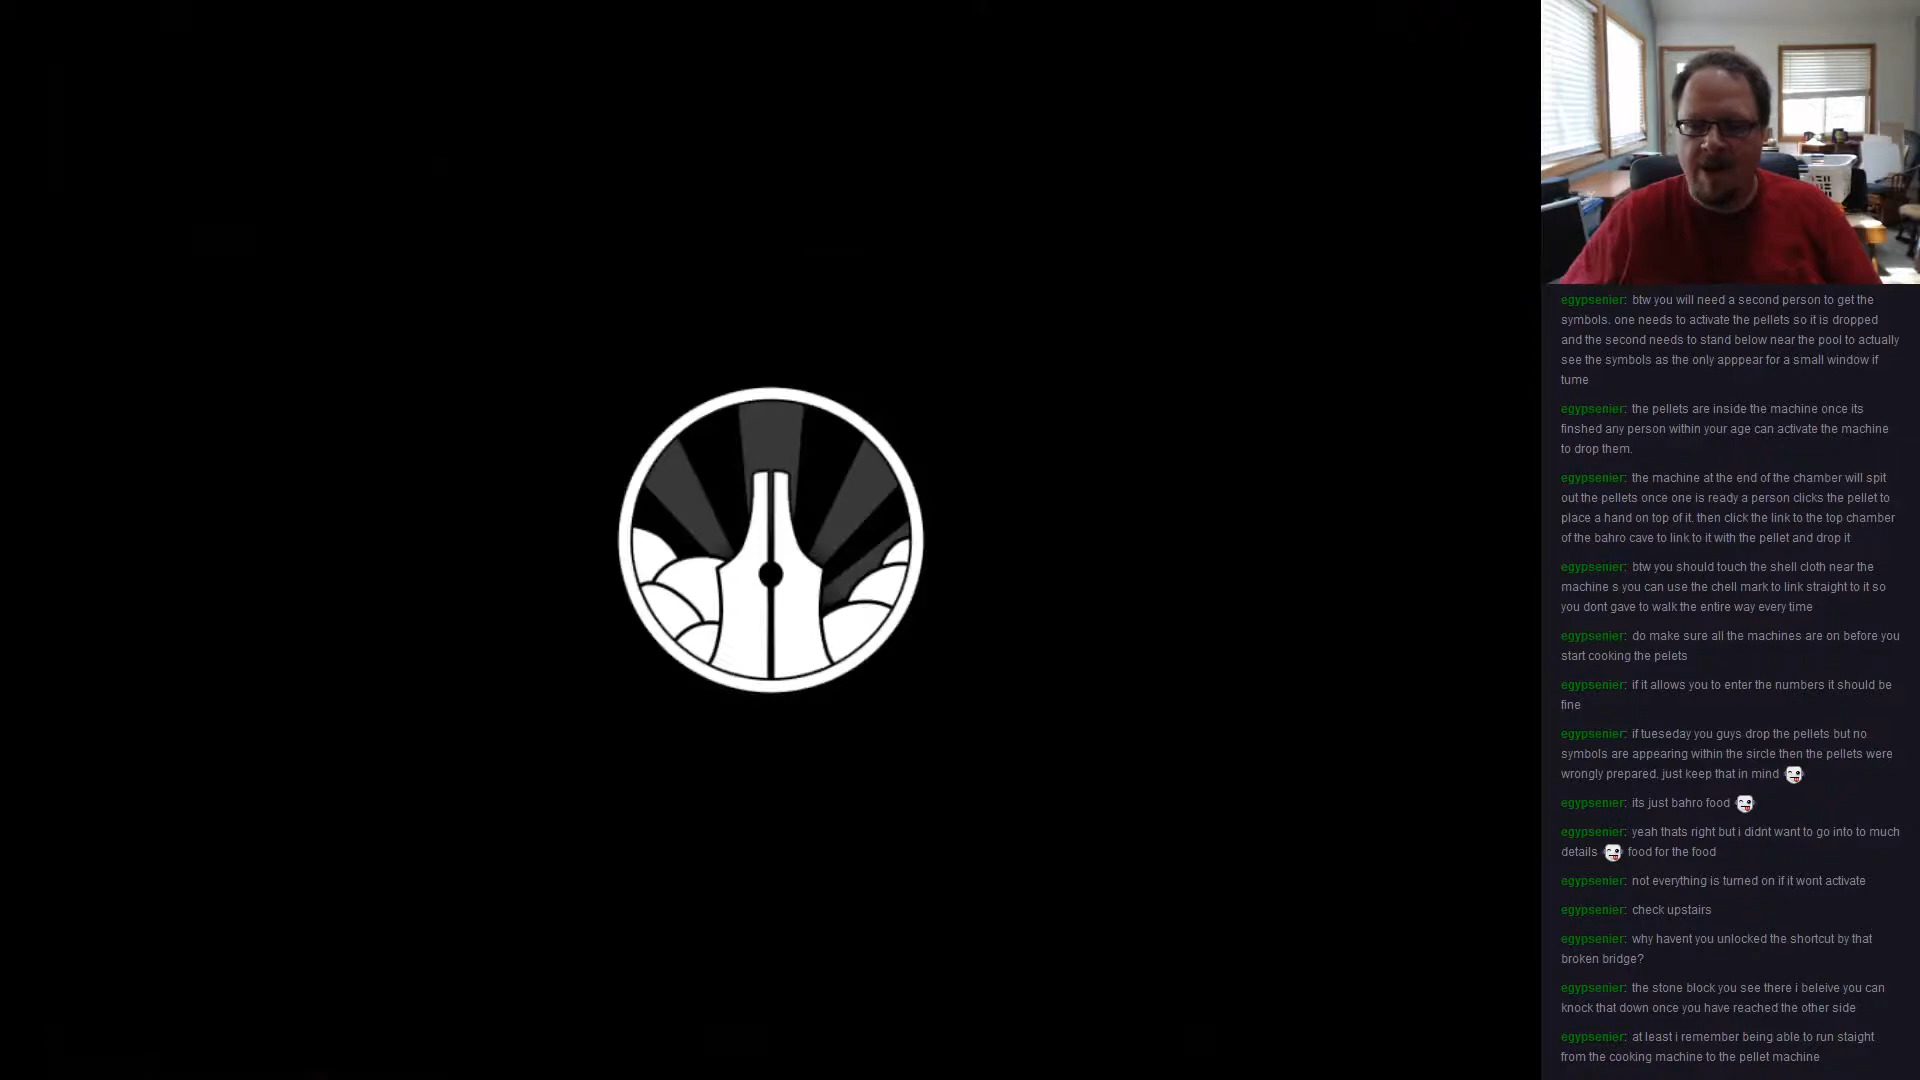 egypsenier: btw you will need a second person to get the
symbols. one needs to activate the pellets so it is dropped
and the second needs to stand below near the pool to actually
see the symbols as the only apppear for a small window if
tume
egypsenier: the pellets are inside the machine once its
finshed any person within your age can activate the machine
to drop them.
egypsenier: the machine at the end of the chamber will spit
out the pellets once one is ready a person clicks the pellet to
place a hand on top of it. then click the link to the top chamber
of the bahro cave to link to it with the pellet and drop it
egypsenier: btw you should touch the shell cloth near the
machine s you can use the chell mark to link straight to it so
you dont gave to walk the entire way every time
egypsenier: do make sure all the machines are on before you
start cooking the pelets
egypsenier: if it allows you to enter the numbers it should be
fine
egypsenier: if tueseday you guys drop the pellets but no
symbols are appearing within the sircle then the pellets were
wrongly prepared. just keep that in mind
egypsenier: its just bahro food
egypsenier: yeah thats right but i didnt want to go into to much
details food for the food
egypsenier: not everything is turned on if it wont activate
egypsenier: check upstairs
egypsenier: why havent you unlocked the shortcut by that
broken bridge?
egypsenier: the stone block you see there i beleive you can
knock that down once you have reached the other side
egypsenier: at least i remember being able to run staight
from the cooking machine to the pellet machine